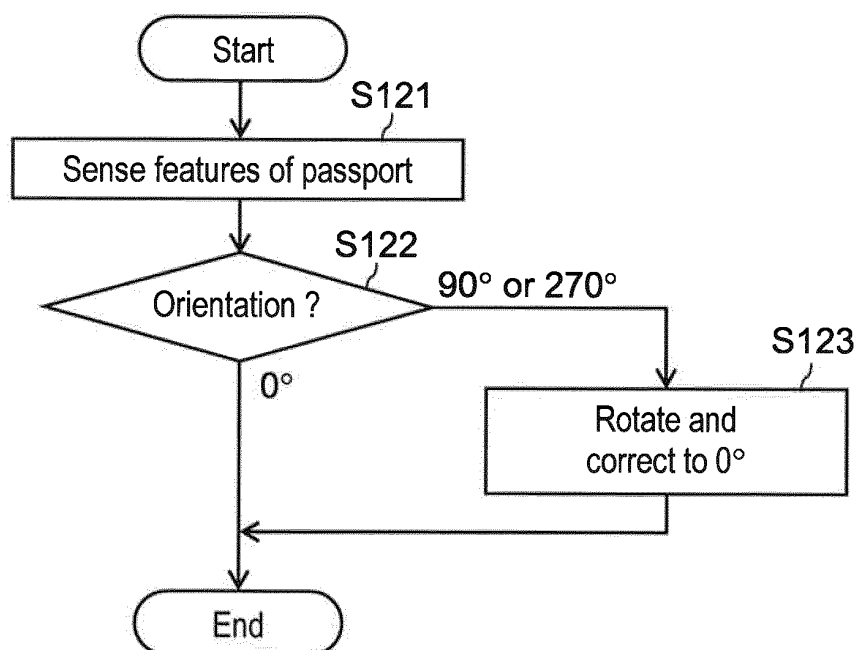 Start
S121
Sense features of passport
S122
Orientation ?
90° or 270°
0°
S123
Rotate and
correct to 0°
End